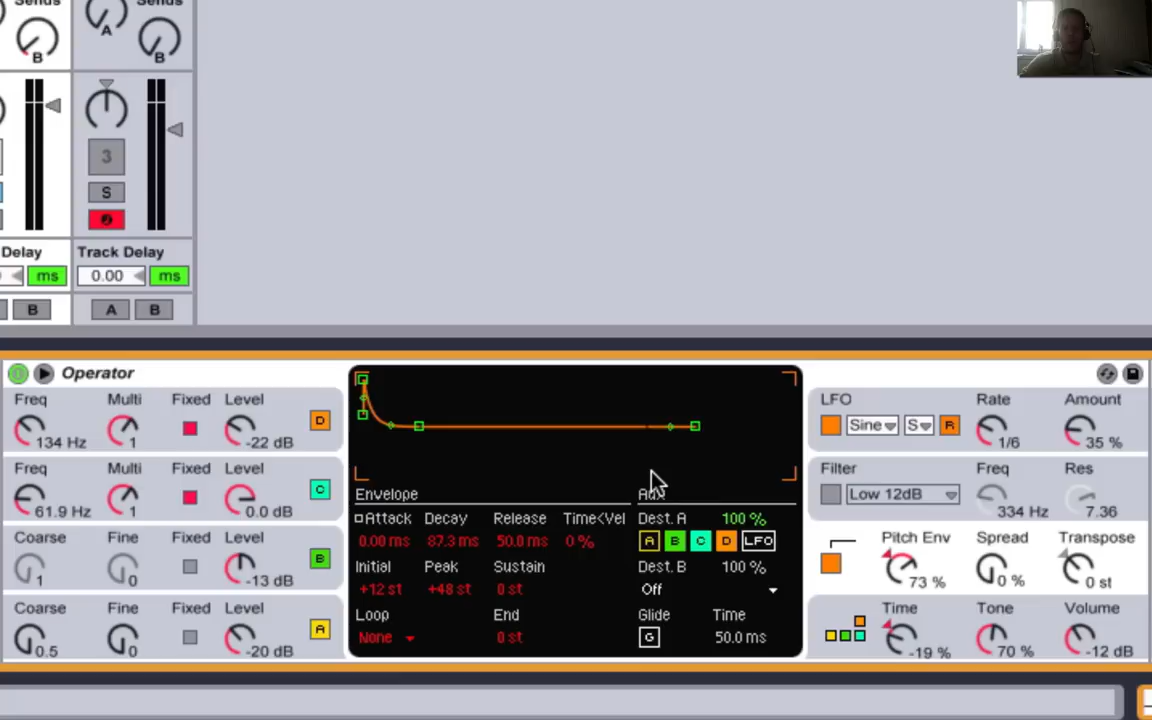 Sends Sends
B A B
3
S
Delay Track Delay
ms 0.00 ms
B A B
Operator
Freq Multi Fixed Level
134 Hz 1 -22 dB D
Freq Multi Fixed Level
61.9 Hz 1 0.0 dB C
Coarse Fine Fixed Level
1 0 -13 dB B
Coarse Fine Fixed Level
0.5 0 -20 dB A
Envelope Aux
Attack Decay Release Time<Vel Dest. A 100 %
0.00 ms 87.3 ms 50.0 ms 0 % A B C D LFO
Initial Peak Sustain Dest. B 100 %
+12 st +48 st 0 st Off
Loop End Glide Time
None 0 st G 50.0 ms
LFO Rate Amount
Sine S R 1/6 35 %
Filter Freq Res
Low 12dB 334 Hz 7.36
Pitch Env Spread Transpose
73 % 0 % 0 st
Time Tone Volume
-19 % 70 % -12 dB